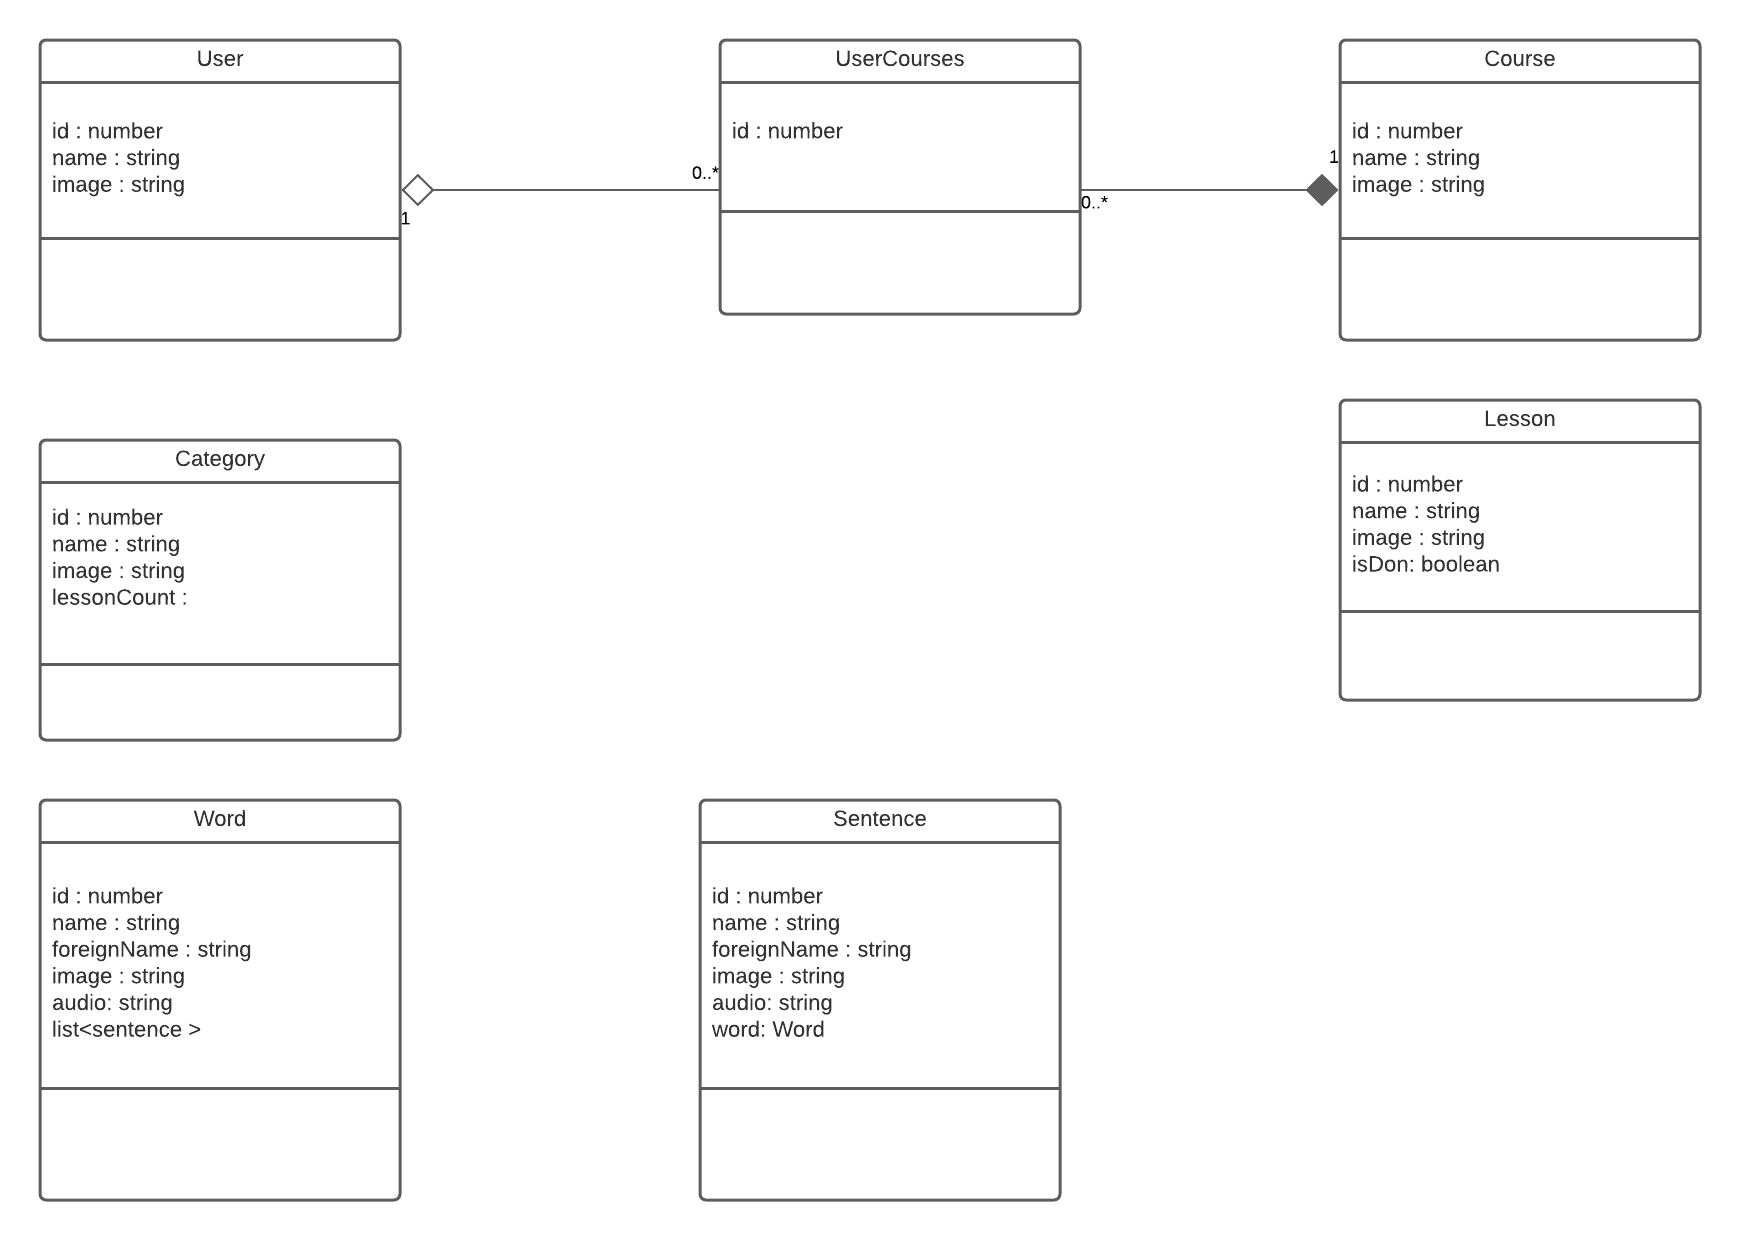 User
id : number
name : string
image : string
1
0..*
UserCourses
id : number
0..*
1
Course
id : number
name : string
image : string
Category
id : number
name : string
image : string
lessonCount :
Lesson
id : number
name : string
image : string
isDon: boolean
Word
id : number
name : string
foreignName : string
image : string
audio: string
list<sentence >
Sentence
id : number
name : string
foreignName : string
image : string
audio: string
word: Word